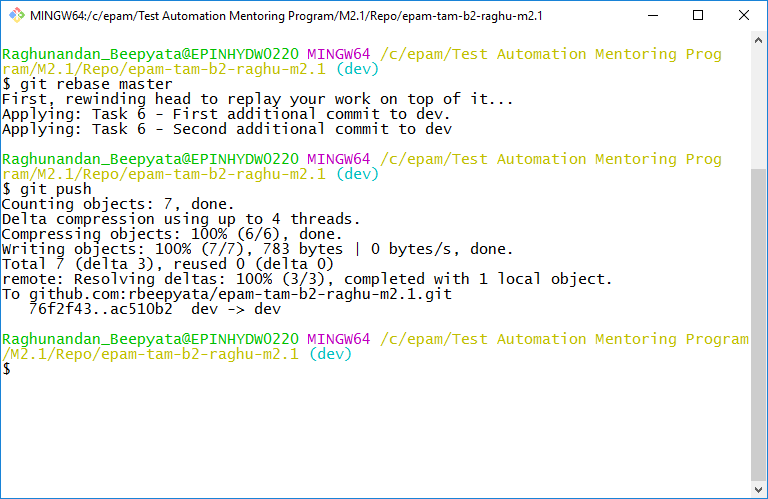 MINGW64:/c/epam/Test Automation Mentoring Program/M2.1/Repo/epam-tam-b2-raghu-m2.1
Raghunandan_Beepyata@EPINHYDW0220 MINGW64 /c/epam/Test Automation Mentoring Prog
ram/M2.1/Repo/epam-tam-b2-raghu-m2.1 (dev)
$ git rebase master
First, rewinding head to replay your work on top of it...
Applying: Task 6 - First additional commit to dev.
Applying: Task 6 - Second additional commit to dev
Raghunandan_Beepyata@EPINHYDW0220 MINGW64 /c/epam/Test Automation Mentoring Prog
ram/M2.1/Repo/epam-tam-b2-raghu-m2.1 (dev)
$ git push
Counting objects: 7, done.
Delta compression using up to 4 threads.
Compressing objects: 100% (6/6), done.
Writing objects: 100% (7/7), 783 bytes | 0 bytes/s, done.
Total 7 (delta 3), reused 0 (delta 0)
remote: Resolving deltas: 100% (3/3), completed with 1 local object.
To github.com:rbeepyata/epam-tam-b2-raghu-m2.1.git
   76f2f43..ac510b2  dev -> dev
Raghunandan_Beepyata@EPINHYDW0220 MINGW64 /c/epam/Test Automation Mentoring Program
/M2.1/Repo/epam-tam-b2-raghu-m2.1 (dev)
$